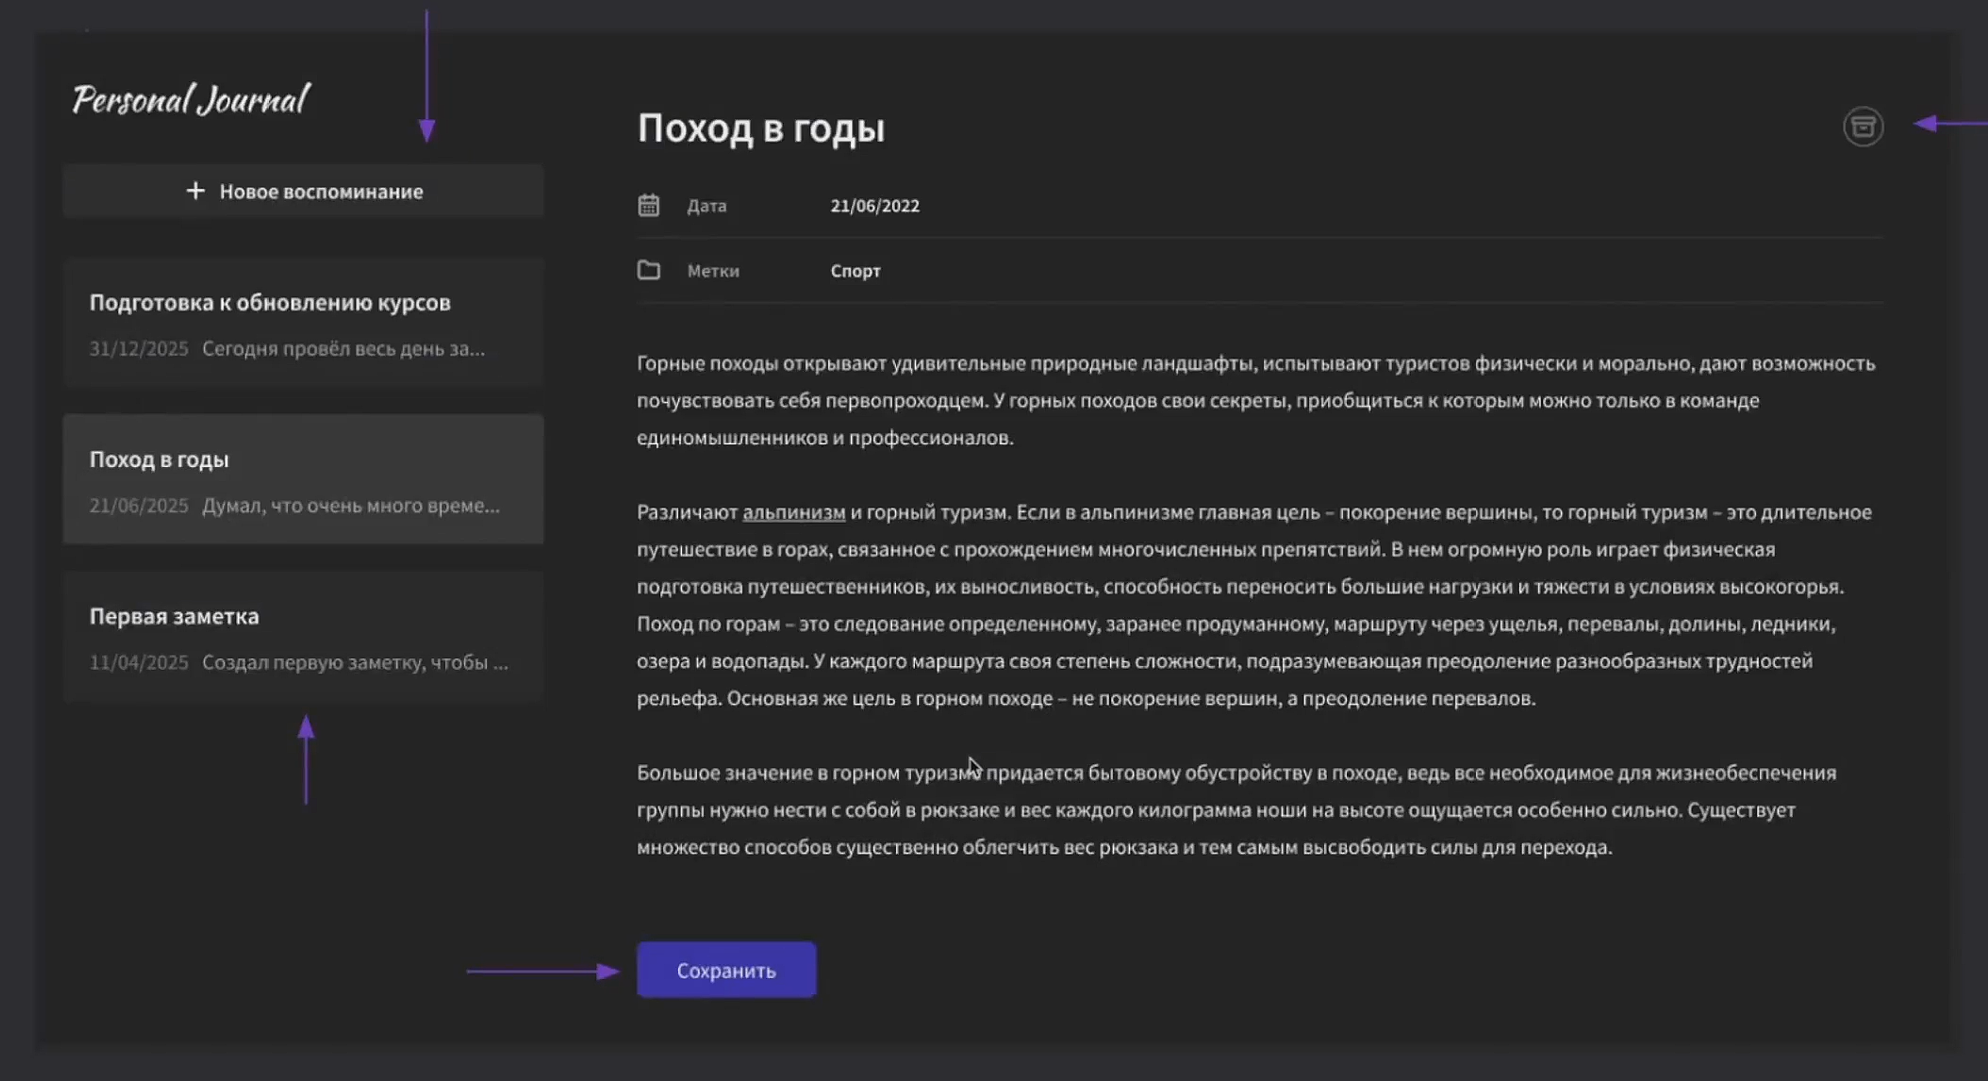 Personal Journal
+ Новое воспоминание
Подготовка к обновлению курсов
31/12/2025 Сегодня провёл весь день за...
Поход в годы
21/06/2025 Думал, что очень много време...
Первая заметка
11/04/2025 Создал первую заметку, чтобы ...
Поход в годы
Дата 21/06/2022
Метки Спорт
Горные походы открывают удивительные природные ландшафты, испытывают туристов физически и морально, дают возможность
почувствовать себя первопроходцем. У горных походов свои секреты, приобщиться к которым можно только в команде
единомышленников и профессионалов.
Различают альпинизм и горный туризм. Если в альпинизме главная цель – покорение вершины, то горный туризм – это длительное
путешествие в горах, связанное с прохождением многочисленных препятствий. В нем огромную роль играет физическая
подготовка путешественников, их выносливость, способность переносить большие нагрузки и тяжести в условиях высокогорья.
Поход по горам – это следование определенному, заранее продуманному, маршруту через ущелья, перевалы, долины, ледники,
озера и водопады. У каждого маршрута своя степень сложности, подразумевающая преодоление разнообразных трудностей
рельефа. Основная же цель в горном походе – не покорение вершин, а преодоление перевалов.
Большое значение в горном туризме придается бытовому обустройству в походе, ведь все необходимое для жизнеобеспечения
группы нужно нести с собой в рюкзаке и вес каждого килограмма ноши на высоте ощущается особенно сильно. Существует
множество способов существенно облегчить вес рюкзака и тем самым высвободить силы для перехода.
Сохранить